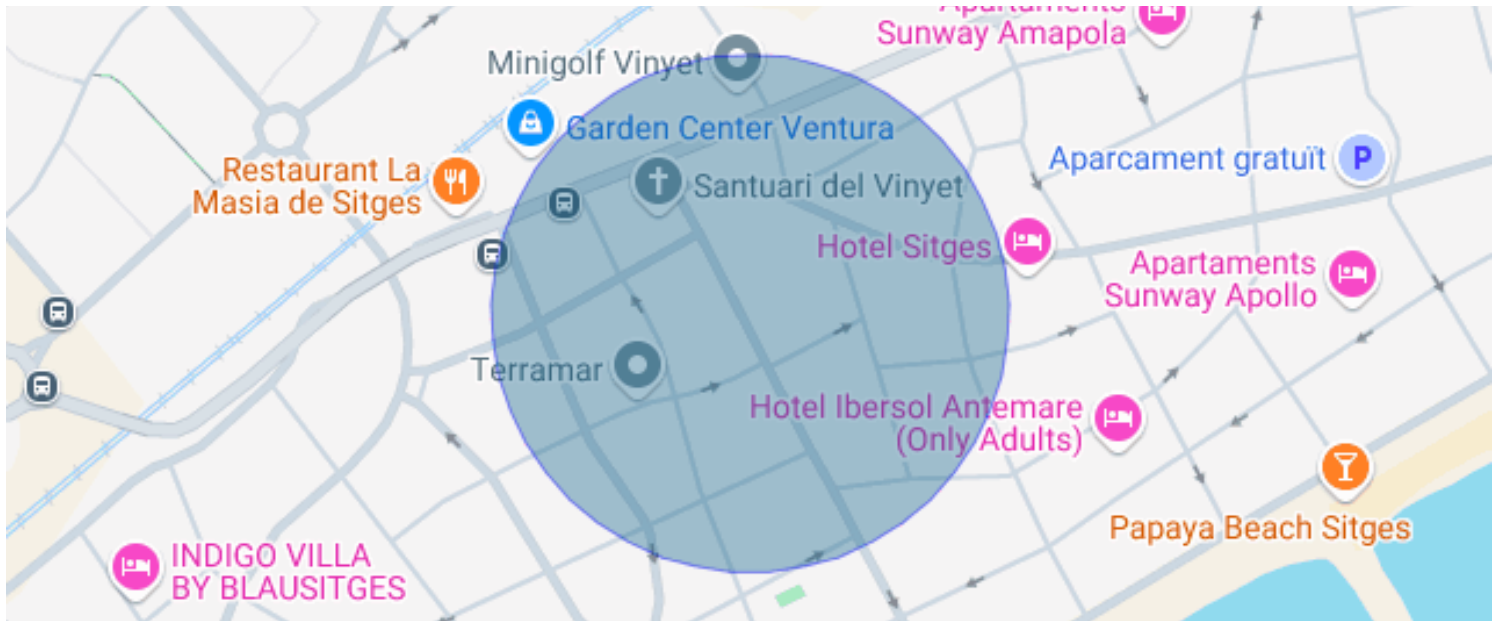 Apartaments
Sunway Amapola
Minigolf Vinyet
Garden Center Ventura
Aparcament gratuït
P
Restaurant La
Masia de Sitges
Santuari del Vinyet
Hotel Sitges
Apartaments
Sunway Apollo
Terramar
Hotel Ibersol Antemare
(Only Adults)
Papaya Beach Sitges
INDIGO VILLA
BY BLAUSITGES